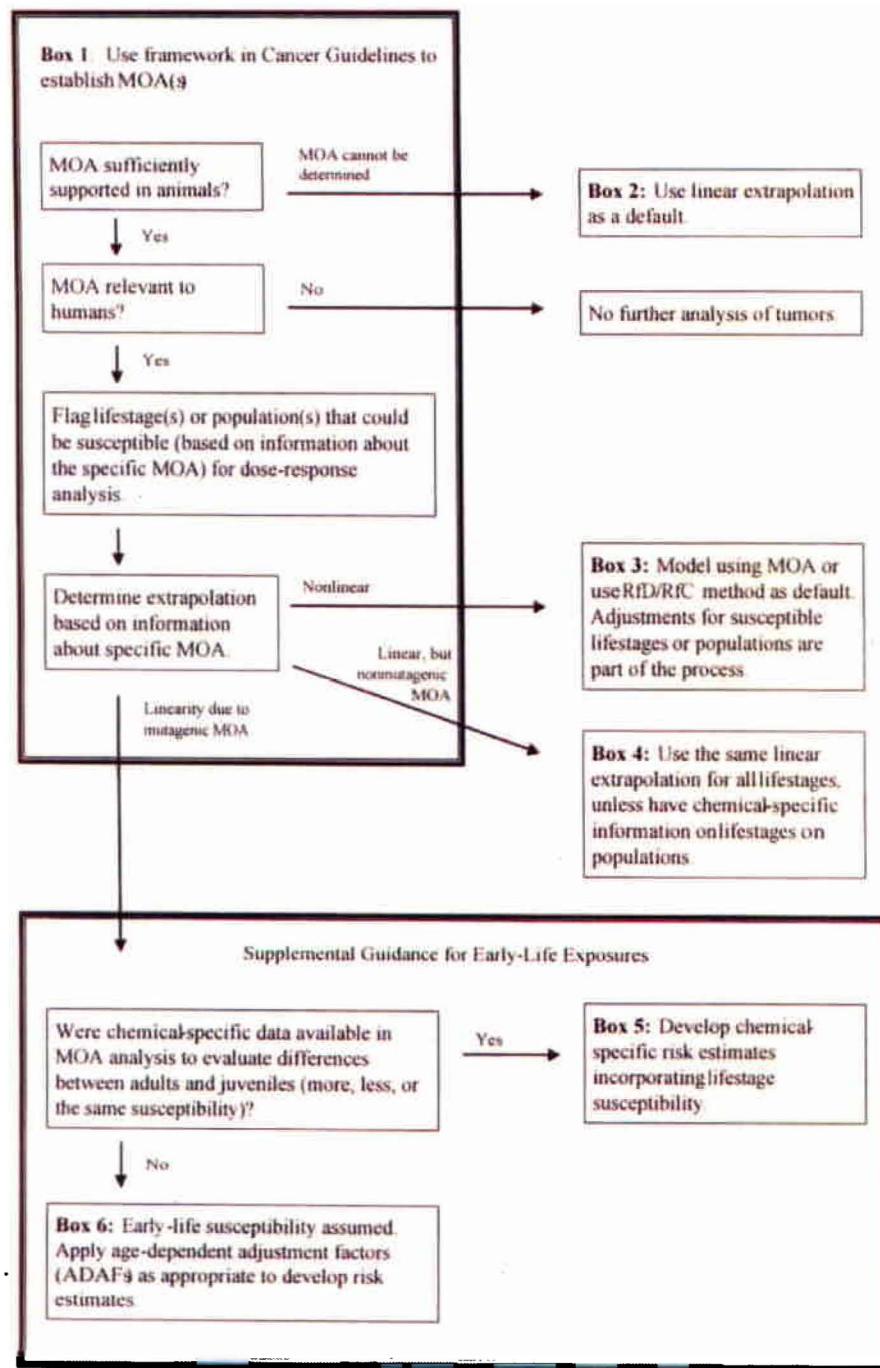 Box 1 Use framework in Cancer Guidelines to
establish MOA(s)
MOA sufficiently
supported in animals?
MOA cannot be
determined
Box 2: Use linear extrapolation
as a default
Yes
MOA relevant to
humans?
No
No further analysis of tumors
Yes
Flag lifestage(s) or population(s) that could
be susceptible (based on information about
the specific MOA) for dose-response
analysis
Determine extrapolation
based on information
about specific MOA.
Nonlinear
Box 3: Model using MOA or
use RfD/RfC method as default.
Adjustments for susceptible
lifestages or populations are
part of the process
Linear, but
nonmutagenic
MOA
Linearity due to
mutagenic MOA
Box 4: Use the same linear
extrapolation for all lifestages,
unless have chemical-specific
information on lifestages on
populations
Supplemental Guidance for Early-Life Exposures
Were chemical-specific data available in
MOA analysis to evaluate differences
between adults and juveniles (more, less, or
the same susceptibility)?
Yes
Box 5: Develop chemical-
specific risk estimates
incorporating lifestage
susceptibility
No
Box 6: Early-life susceptibility assumed.
Apply age-dependent adjustment factors
(ADAFs) as appropriate to develop risk
estimates